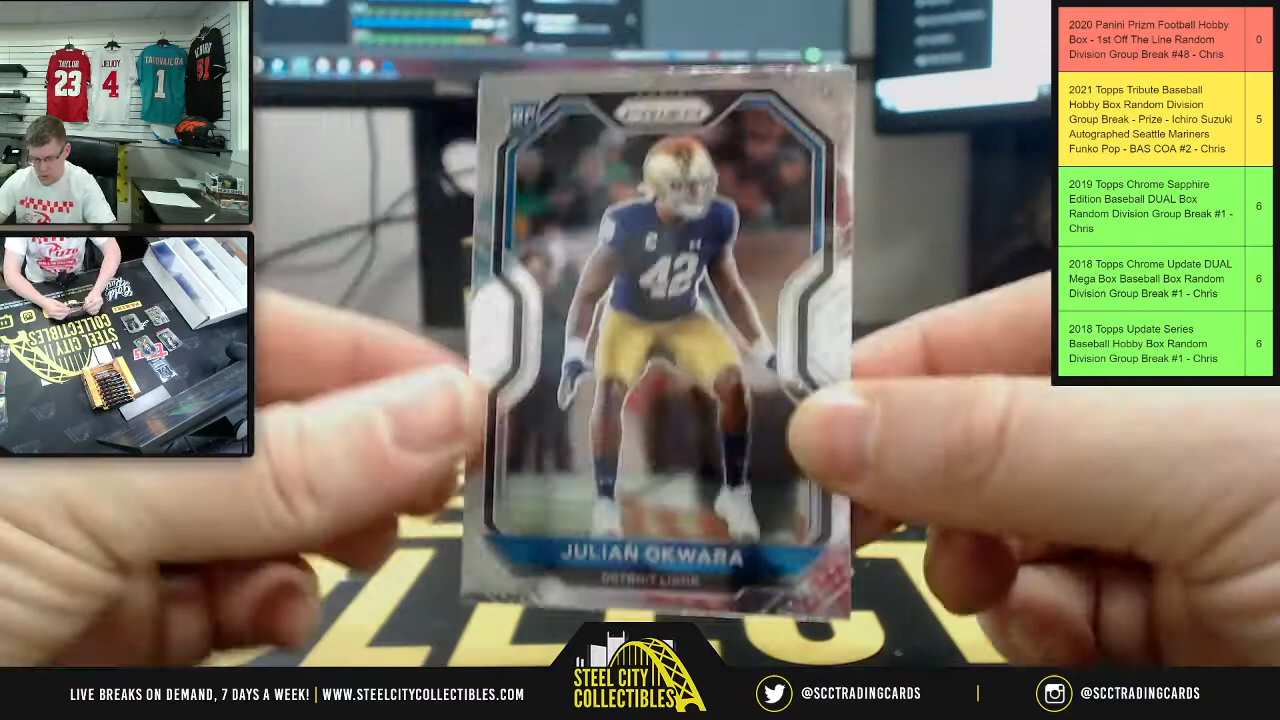 TAYLOR
23
JEUDY
4
TAGOVAILOA
1
51
2020 Panini Prizm Football Hobby
Box - 1st Off The Line Random
Division Group Break #48 - Chris
0
2021 Topps Tribute Baseball
Hobby Box Random Division
Group Break - Prize - Ichiro Suzuki
Autographed Seattle Mariners
Funko Pop - BAS COA #2 - Chris
5
2019 Topps Chrome Sapphire
Edition Baseball DUAL Box
Random Division Group Break #1 -
Chris
6
2018 Topps Chrome Update DUAL
Mega Box Baseball Box Random
Division Group Break #1 - Chris
6
2018 Topps Update Series
Baseball Hobby Box Random
Division Group Break #1 - Chris
6
PRIZM
RC
42
JULIAN OKWARA
DETROIT LIONS
STEEL CITY
COLLECTIBLES
LIVE BREAKS ON DEMAND, 7 DAYS A WEEK! | WWW.STEELCITYCOLLECTIBLES.COM
STEEL CITY
COLLECTIBLES
@SCCTRADINGCARDS | @SCCTRADINGCARDS